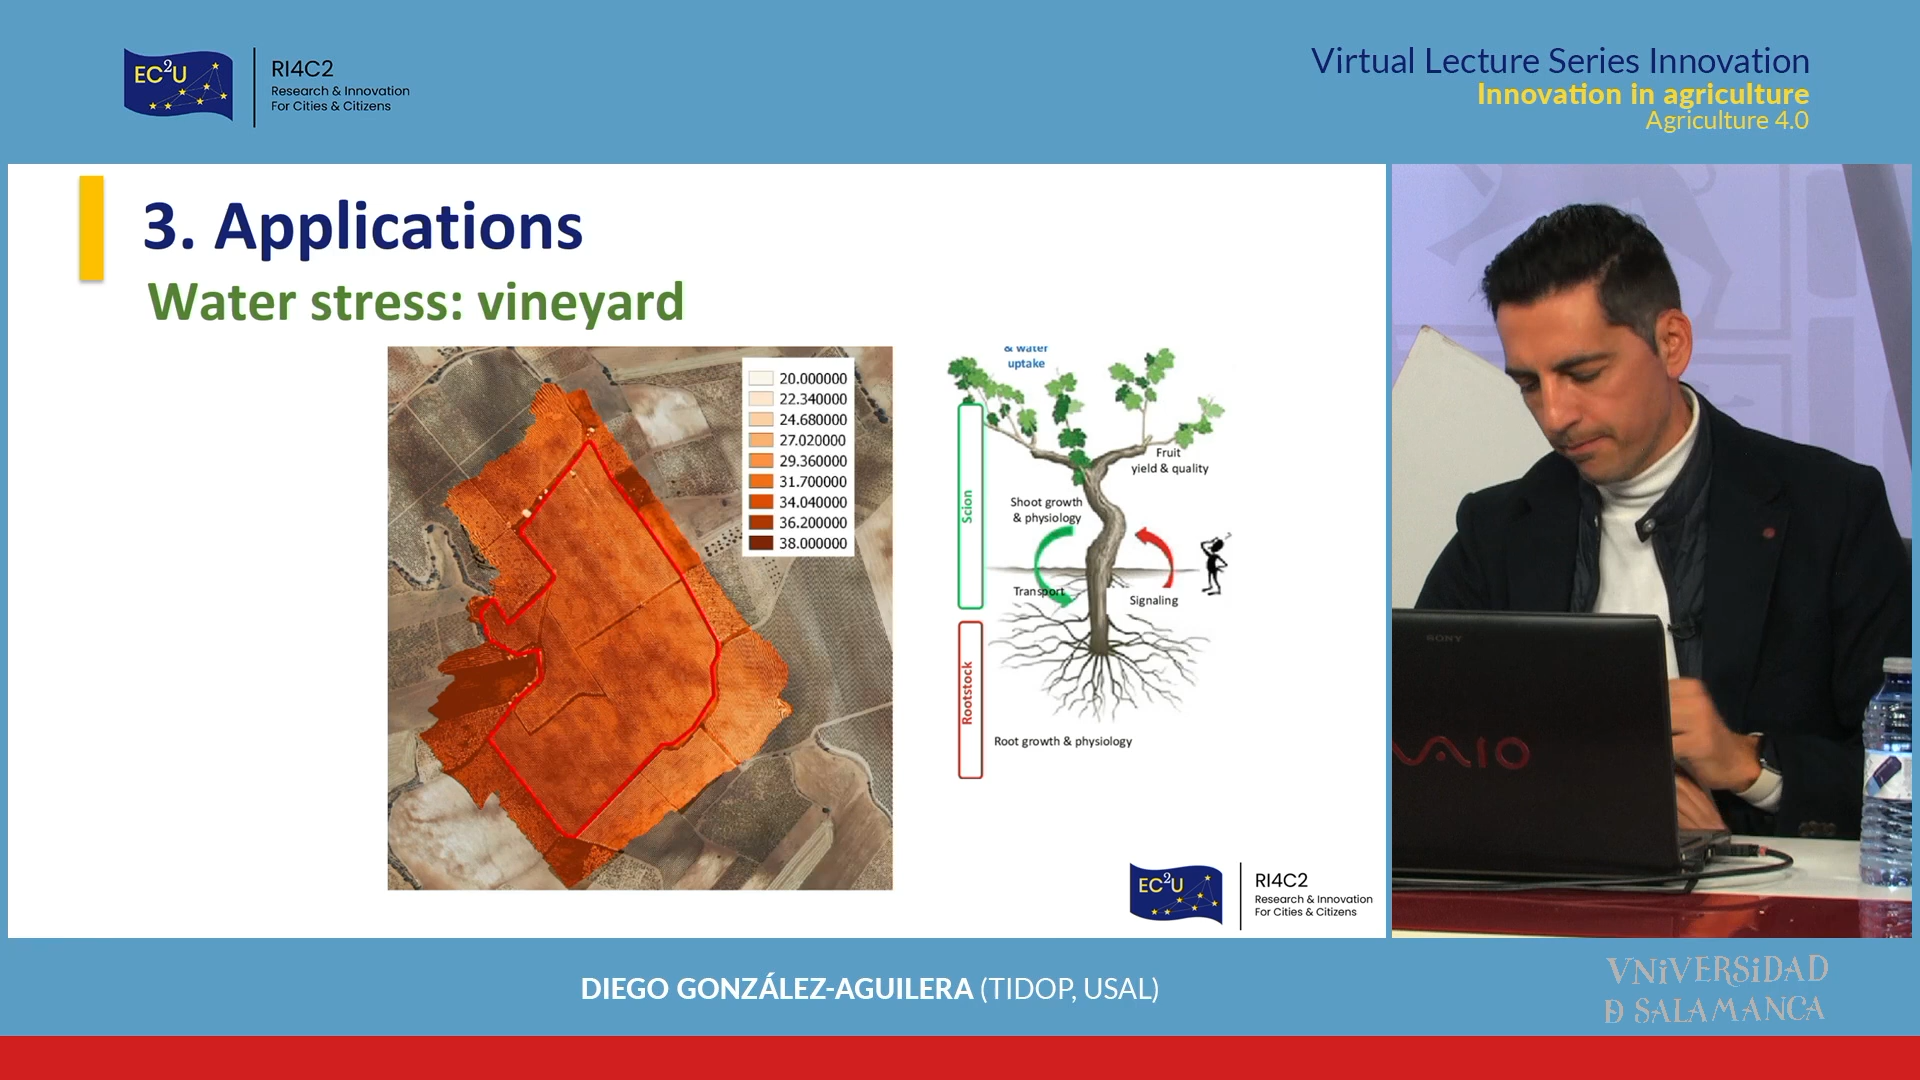 EC2U
RI4C2
Research & Innovation
For Cities & Citizens
Virtual Lecture Series Innovation
Innovation in agriculture
Agriculture 4.0
3. Applications
Water stress: vineyard
20.000000
22.340000
24.680000
27.020000
29.360000
31.700000
34.040000
36.200000
38.000000
& water
uptake
Fruit
yield & quality
Scion
Shoot growth
& physiology
Transport
Signaling
Rootstock
Root growth & physiology
EC2U
RI4C2
Research & Innovation
For Cities & Citizens
SONY
VAIO
DIEGO GONZÁLEZ-AGUILERA (TIDOP, USAL)
VNiVERSiDAD
Ð SALAMANCA